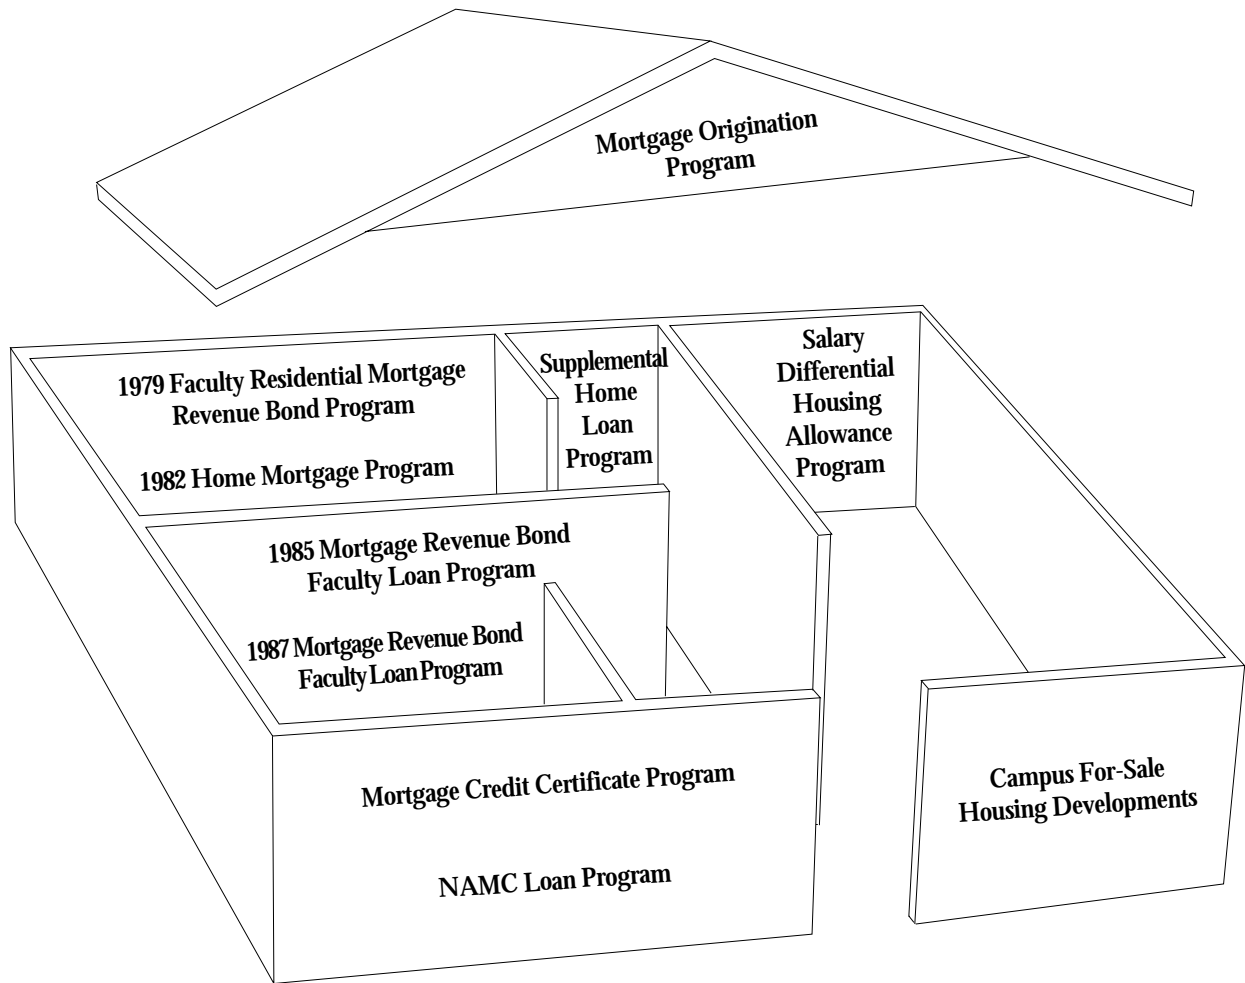 Mortgage Origination
Program
1979 Faculty Residential Mortgage
Revenue Bond Program
1982 Home Mortgage Program
Supplemental
Home
Loan
Program
Salary
Differential
Housing
Allowance
Program
1985 Mortgage Revenue Bond
Faculty Loan Program
1987 Mortgage Revenue Bond
Faculty Loan Program
Mortgage Credit Certificate Program
NAMC Loan Program
Campus For-Sale
Housing Developments